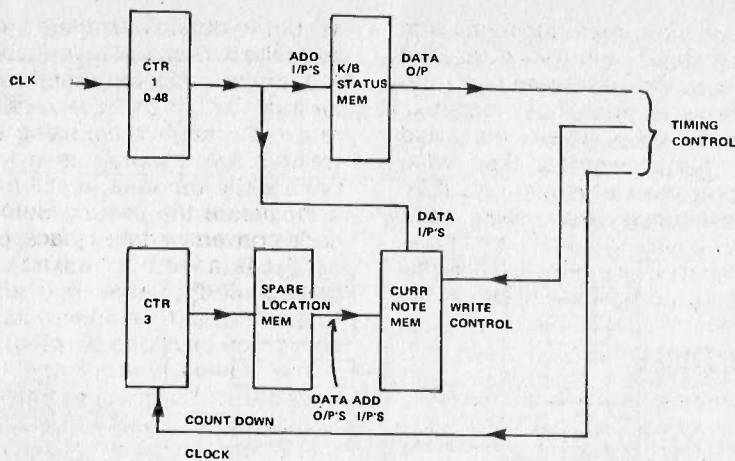 CLK
CTR
1
0-48
ADO
I/P'S
K/B
STATUS
MEM
DATA
O/P
TIMING
CONTROL
DATA
I/P'S
CTR
3
SPARE
LOCATION
MEM
CURR
NOTE
MEM
WRITE
CONTROL
DATA ADD
O/P'S I/P'S
COUNT DOWN
CLOCK